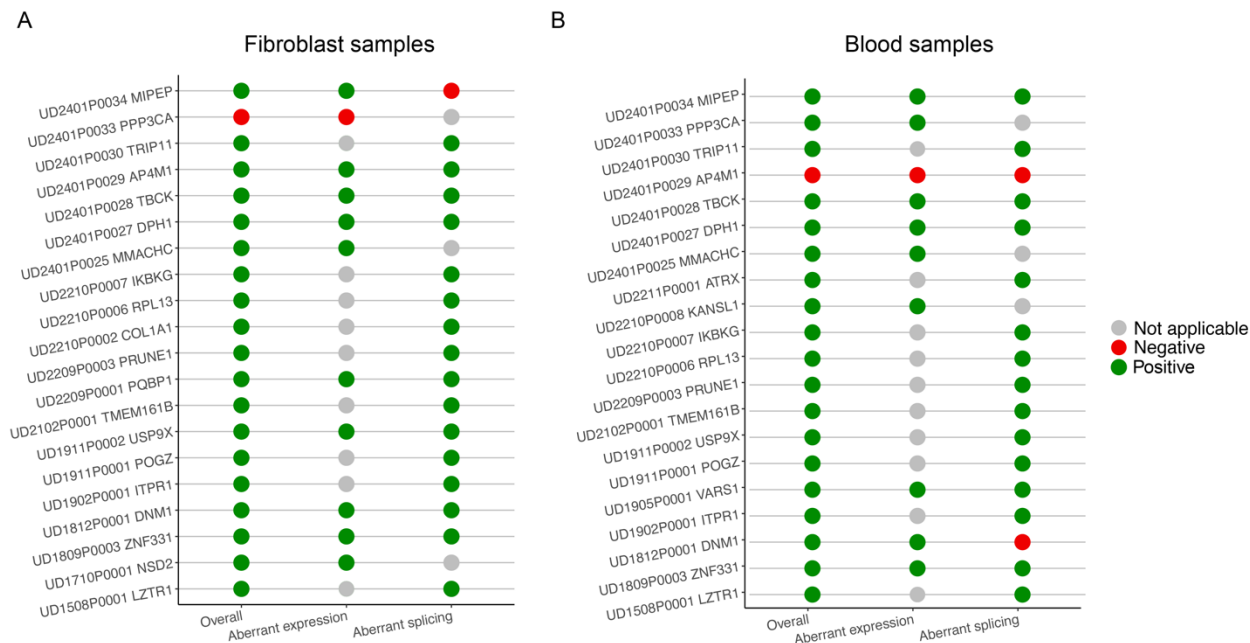 A
Fibroblast samples
UD2401P0034 MIPEP
UD2401P0033 PPP3CA
UD2401P0030 TRIP11
UD2401P0029 AP4M1
UD2401P0028 TBCK
UD2401P0027 DPH1
UD2401P0025 MMACHC
UD2210P0007 IKBKG
UD2210P0006 RPL13
UD2210P0002 COL1A1
UD2209P0003 PRUNE1
UD2209P0001 PQBP1
UD2102P0001 TMEM161B
UD1911P0002 USP9X
UD1911P0001 POGZ
UD1902P0001 ITPR1
UD1812P0001 DNM1
UD1809P0003 ZNF331
UD1710P0001 NSD2
UD1508P0001 LZTR1
Overall
Aberrant expression
Aberrant splicing
B
Blood samples
UD2401P0034 MIPEP
UD2401P0033 PPP3CA
UD2401P0030 TRIP11
UD2401P0029 AP4M1
UD2401P0028 TBCK
UD2401P0027 DPH1
UD2401P0025 MMACHC
UD2211P0001 ATRX
UD2210P0008 KANSL1
UD2210P0007 IKBKG
UD2210P0006 RPL13
UD2209P0003 PRUNE1
UD2102P0001 TMEM161B
UD1911P0002 USP9X
UD1911P0001 POGZ
UD1905P0001 VARS1
UD1902P0001 ITPR1
UD1812P0001 DNM1
UD1809P0003 ZNF331
UD1508P0001 LZTR1
Overall
Aberrant expression
Aberrant splicing
Not applicable
Negative
Positive